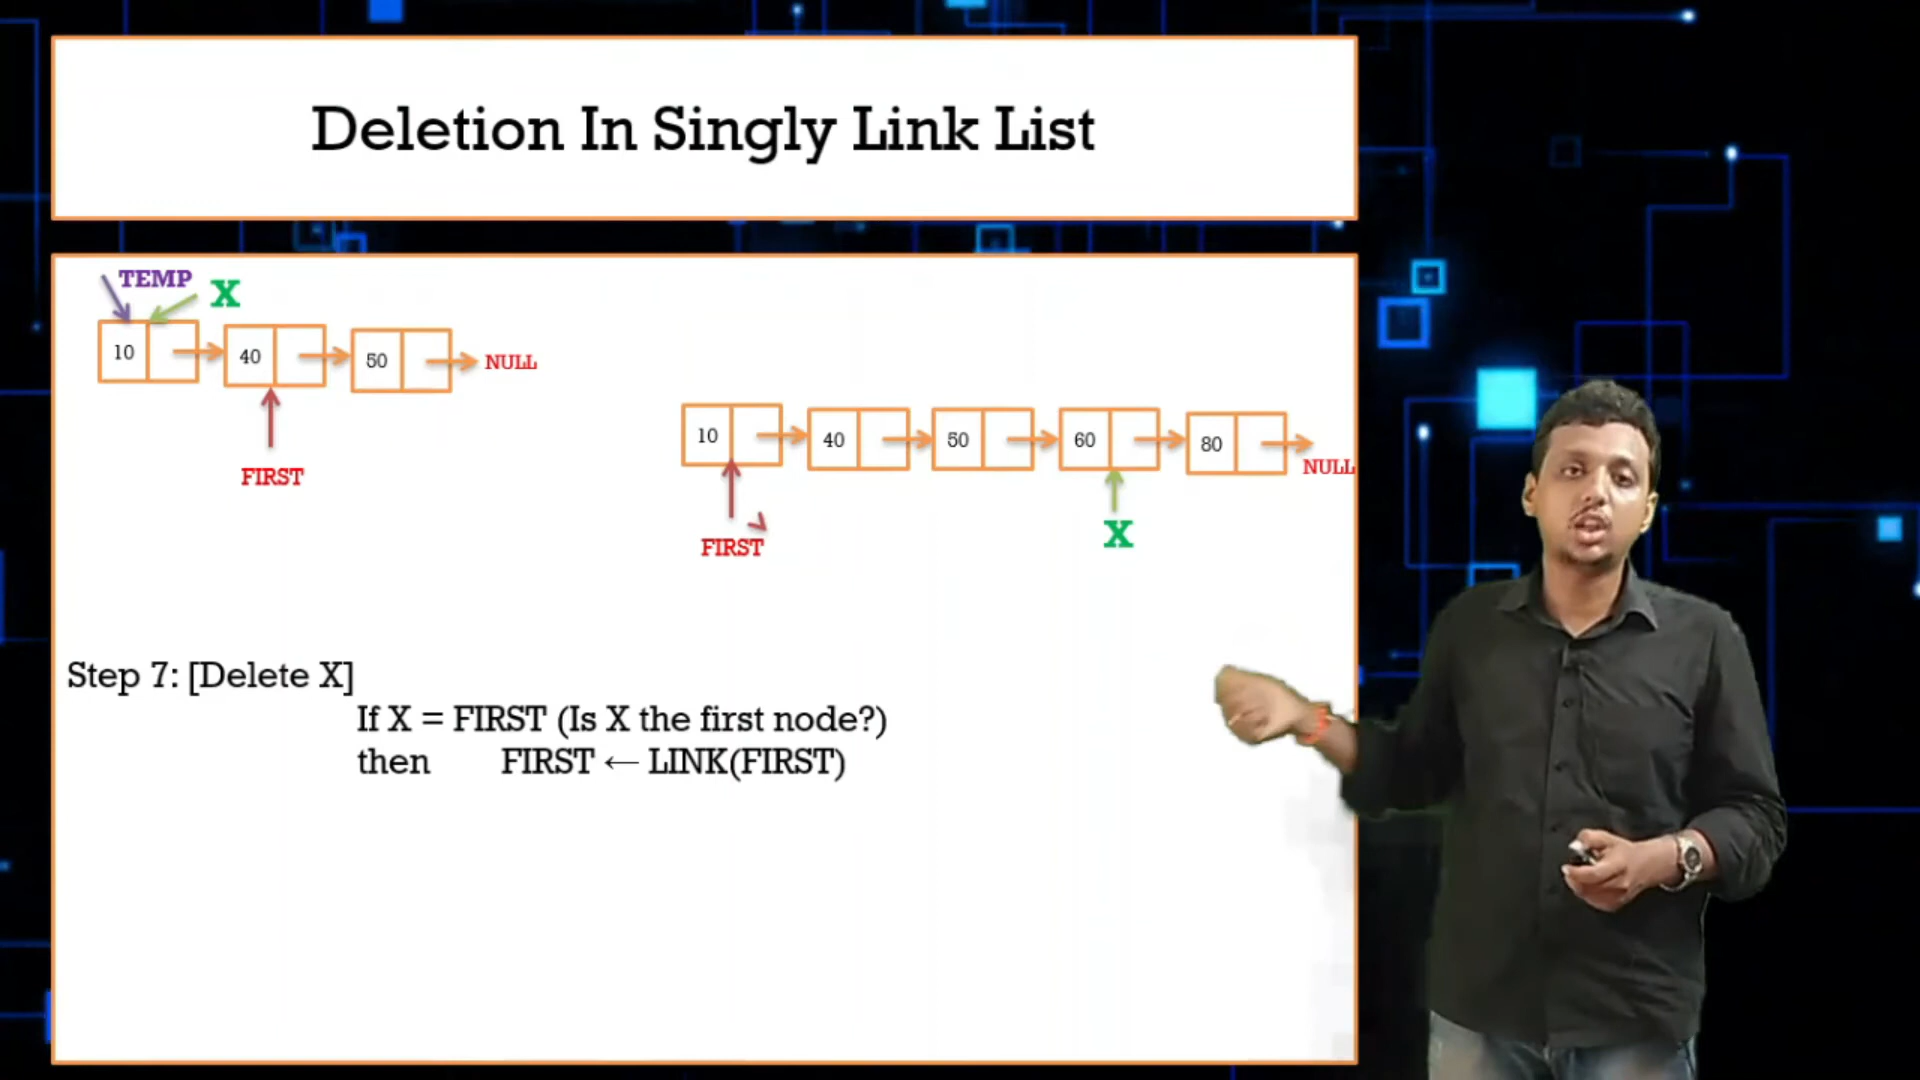 Deletion In Singly Link List
TEMP X
10 40 50 NULL
FIRST
10 40 50 60 80 NULL
FIRST X
Step 7: [Delete X]
If X = FIRST (Is X the first node?)
then FIRST ← LINK(FIRST)